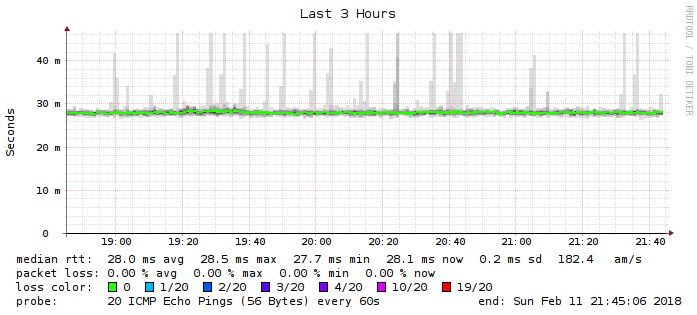 Last 3 Hours
RRDTOOL / TOBI OETIKER
Seconds
40 m
30 m
20 m
10 m
0
19:00 19:20 19:40 20:00 20:20 20:40 21:00 21:20 21:40
median rtt: 28.0 ms avg 28.5 ms max 27.7 ms min 28.1 ms now 0.2 ms sd 182.4 am/s
packet loss: 0.00 % avg 0.00 % max 0.00 % min 0.00 % now
loss color: 0 1/20 2/20 3/20 4/20 10/20 19/20
probe: 20 ICMP Echo Pings (56 Bytes) every 60s end: Sun Feb 11 21:45:06 2018